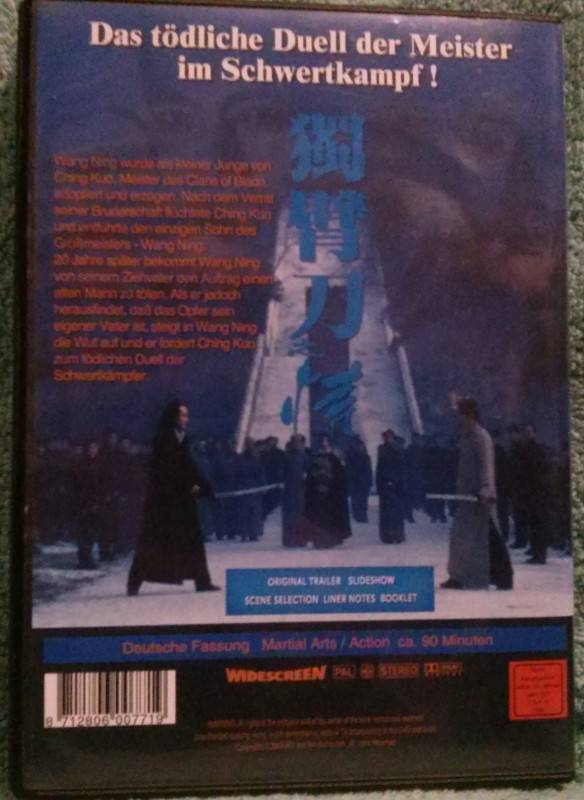 Das tödliche Duell der Meister
im Schwertkampf !
獨臂刀情
Wang Ning wurde als kleiner Junge von
Ching Kuo, Meister des Clans of Blade,
adoptiert und erzogen. Nach dem Verrat
seiner Bruderschaft flüchtete Ching Kun
und entführte den einzigen Sohn des
Großmeisters - Wang Ning.
20 Jahre später bekommt Wang Ning
von seinem Ziehvater den Auftrag einen
alten Mann zu töten. Als er jedoch
herausfindet, daß das Opfer sein
eigener Vater ist, steigt in Wang Ning
die Wut auf und er fordert Ching Kuo
zum tödlichen Duell der
Schwertkämpfer.
ORIGINAL TRAILER SLIDESHOW
SCENE SELECTION LINER NOTES BOOKLET
Deutsche Fassung Martial Arts / Action ca. 90 Minuten
WIDESCREEN PAL STEREO
8 712806 007719